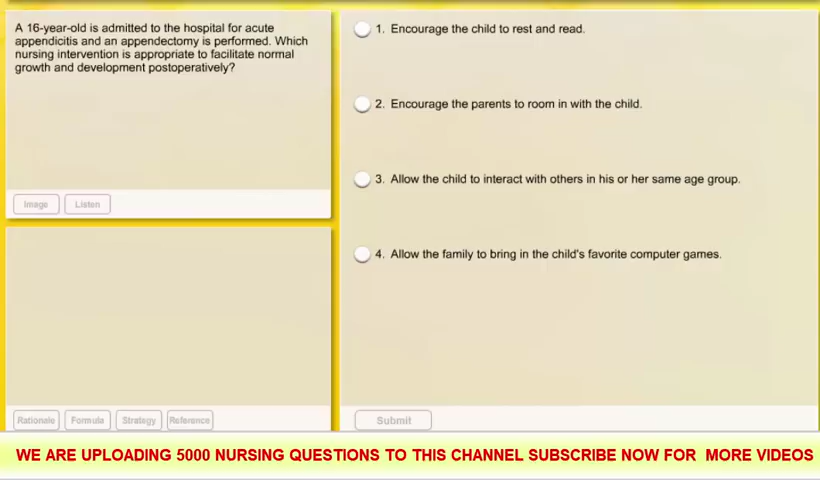 A 16-year-old is admitted to the hospital for acute
appendicitis and an appendectomy is performed. Which
nursing intervention is appropriate to facilitate normal
growth and development postoperatively?
Image
Listen
1. Encourage the child to rest and read.
2. Encourage the parents to room in with the child.
3. Allow the child to interact with others in his or her same age group.
4. Allow the family to bring in the child's favorite computer games.
Rationale
Formula
Strategy
Reference
Submit
WE ARE UPLOADING 5000 NURSING QUESTIONS TO THIS CHANNEL SUBSCRIBE NOW FOR MORE VIDEOS